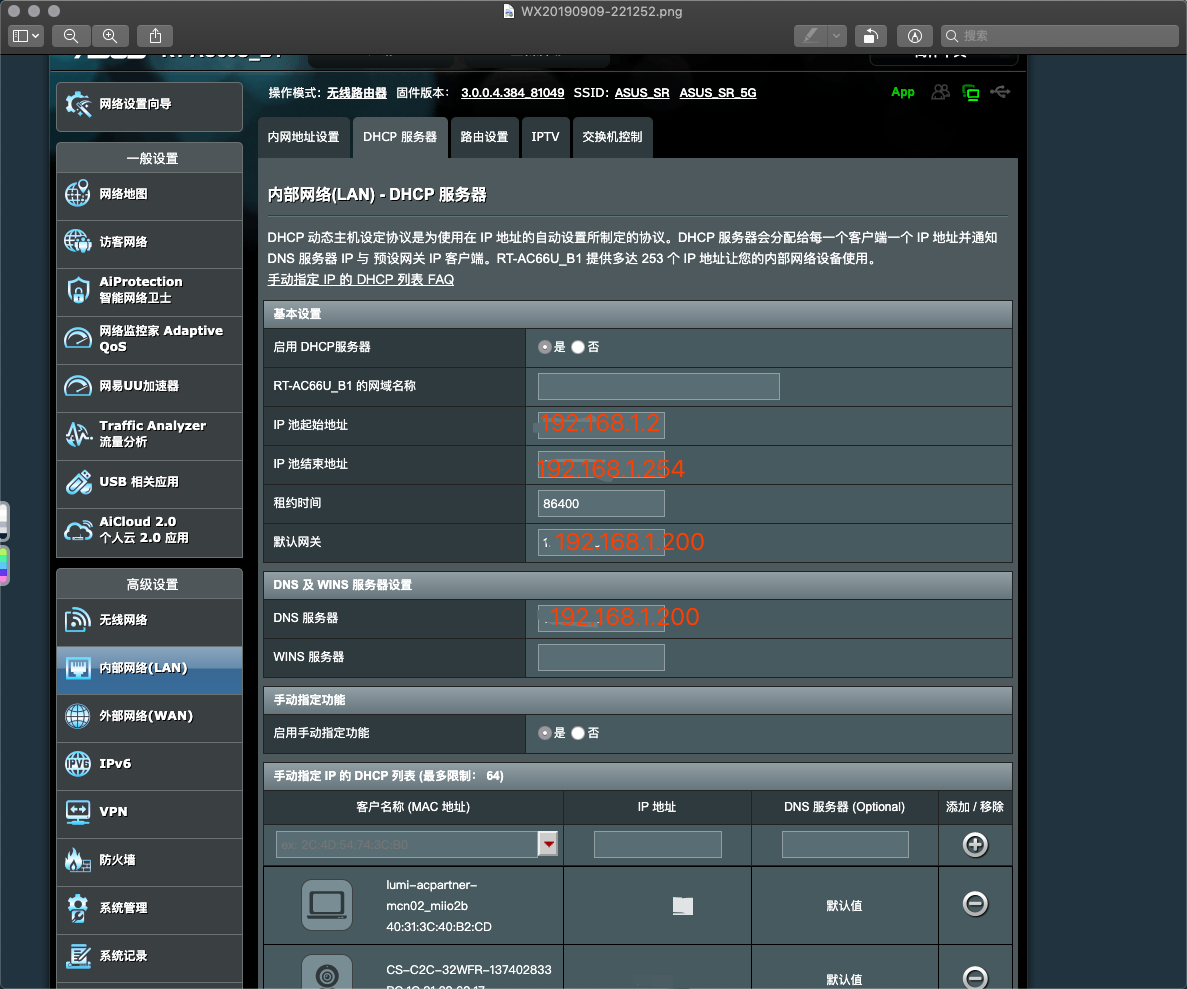 WX20190909-221252.png
搜索
网络设置向导
操作模式: 无线路由器 固件版本: 3.0.0.4.384_81049 SSID: ASUS_SR ASUS_SR_5G
App
内网地址设置
DHCP 服务器
路由设置
IPTV
交换机控制
一般设置
网络地图
访客网络
AiProtection
智能网络卫士
网络监控家 Adaptive
QoS
网易UU加速器
Traffic Analyzer
流量分析
USB 相关应用
AiCloud 2.0
个人云 2.0 应用
高级设置
无线网络
内部网络(LAN)
外部网络(WAN)
IPv6
VPN
防火墙
系统管理
系统记录
内部网络(LAN) - DHCP 服务器
DHCP 动态主机设定协议是为使用在 IP 地址的自动设置所制定的协议。DHCP 服务器会分配给每一个客户端一个 IP 地址并通知
DNS 服务器 IP 与 预设网关 IP 客户端。RT-AC66U_B1 提供多达 253 个 IP 地址让您的内部网络设备使用。
手动指定 IP 的 DHCP 列表 FAQ
基本设置
启用 DHCP服务器
是 否
RT-AC66U_B1 的网域名称
IP 池起始地址
192.168.1.2
IP 池结束地址
192.168.1.254
租约时间
86400
默认网关
192.168.1.200
DNS 及 WINS 服务器设置
DNS 服务器
192.168.1.200
WINS 服务器
手动指定功能
启用手动指定功能
是 否
手动指定 IP 的 DHCP 列表 (最多限制: 64)
客户名称 (MAC 地址)
IP 地址
DNS 服务器 (Optional)
添加 / 移除
ex: 2C:4D:54:74:3C:B0
lumi-acpartner-
mcn02_miio2b
40:31:3C:40:B2:CD
默认值
CS-C2C-32WFR-137402833
默认值